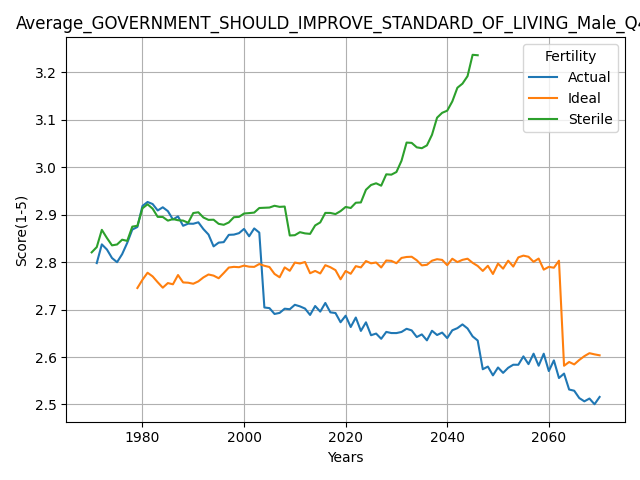 Average_GOVERNMENT_SHOULD_IMPROVE_STANDARD_OF_LIVING_Male_Q4
Fertility
Actual
Ideal
Sterile
Score(1-5)
3.2
3.1
3.0
2.9
2.8
2.7
2.6
2.5
1980 2000 2020 2040 2060
Years